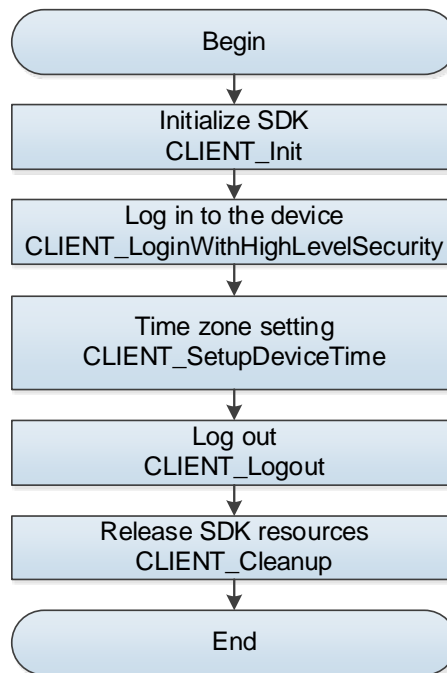 Begin
Initialize SDK
CLIENT_Init
Log in to the device
CLIENT_LoginWithHighLevelSecurity
Time zone setting
CLIENT_SetupDeviceTime
Log out
CLIENT_Logout
Release SDK resources
CLIENT_Cleanup
End